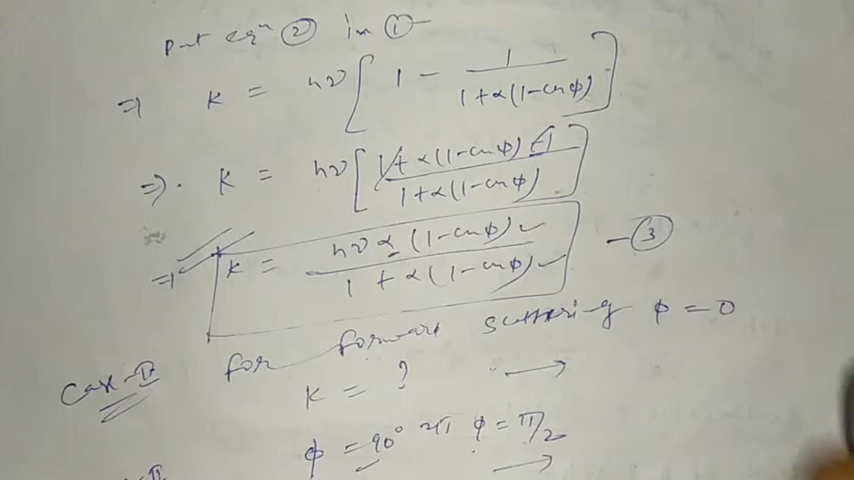 Put eqⁿ ② in ①-
⇒ K = hν [ 1 - 1 / 1+α(1-cosφ) ]
⇒ K = hν [ 1+α(1-cosφ)-1 / 1+α(1-cosφ) ]
⇒ K = hνα(1-cosφ) / 1+α(1-cosφ) -③
Case-I for forward scattering φ=0
K = ? →
φ = 90° φ = π/2
→